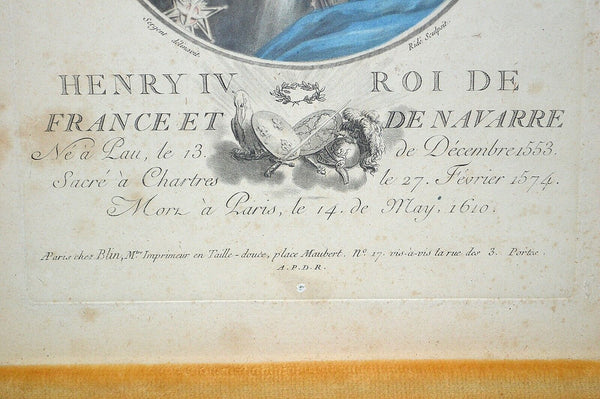 Sergent delineavit.
Ridé Sculpsit.
HENRY IV ROI DE
FRANCE ET DE NAVARRE
Né à Pau, le 13. de Décembre 1553.
Sacré à Chartres le 27. Février 1574.
Mort à Paris, le 14. de May. 1610.
AParis chez Blin, Mtre Imprimeur en Taille-douce, place Maubert. No. 17. vis-à-vis la rue des 3. Portes.
A.P.D.R.